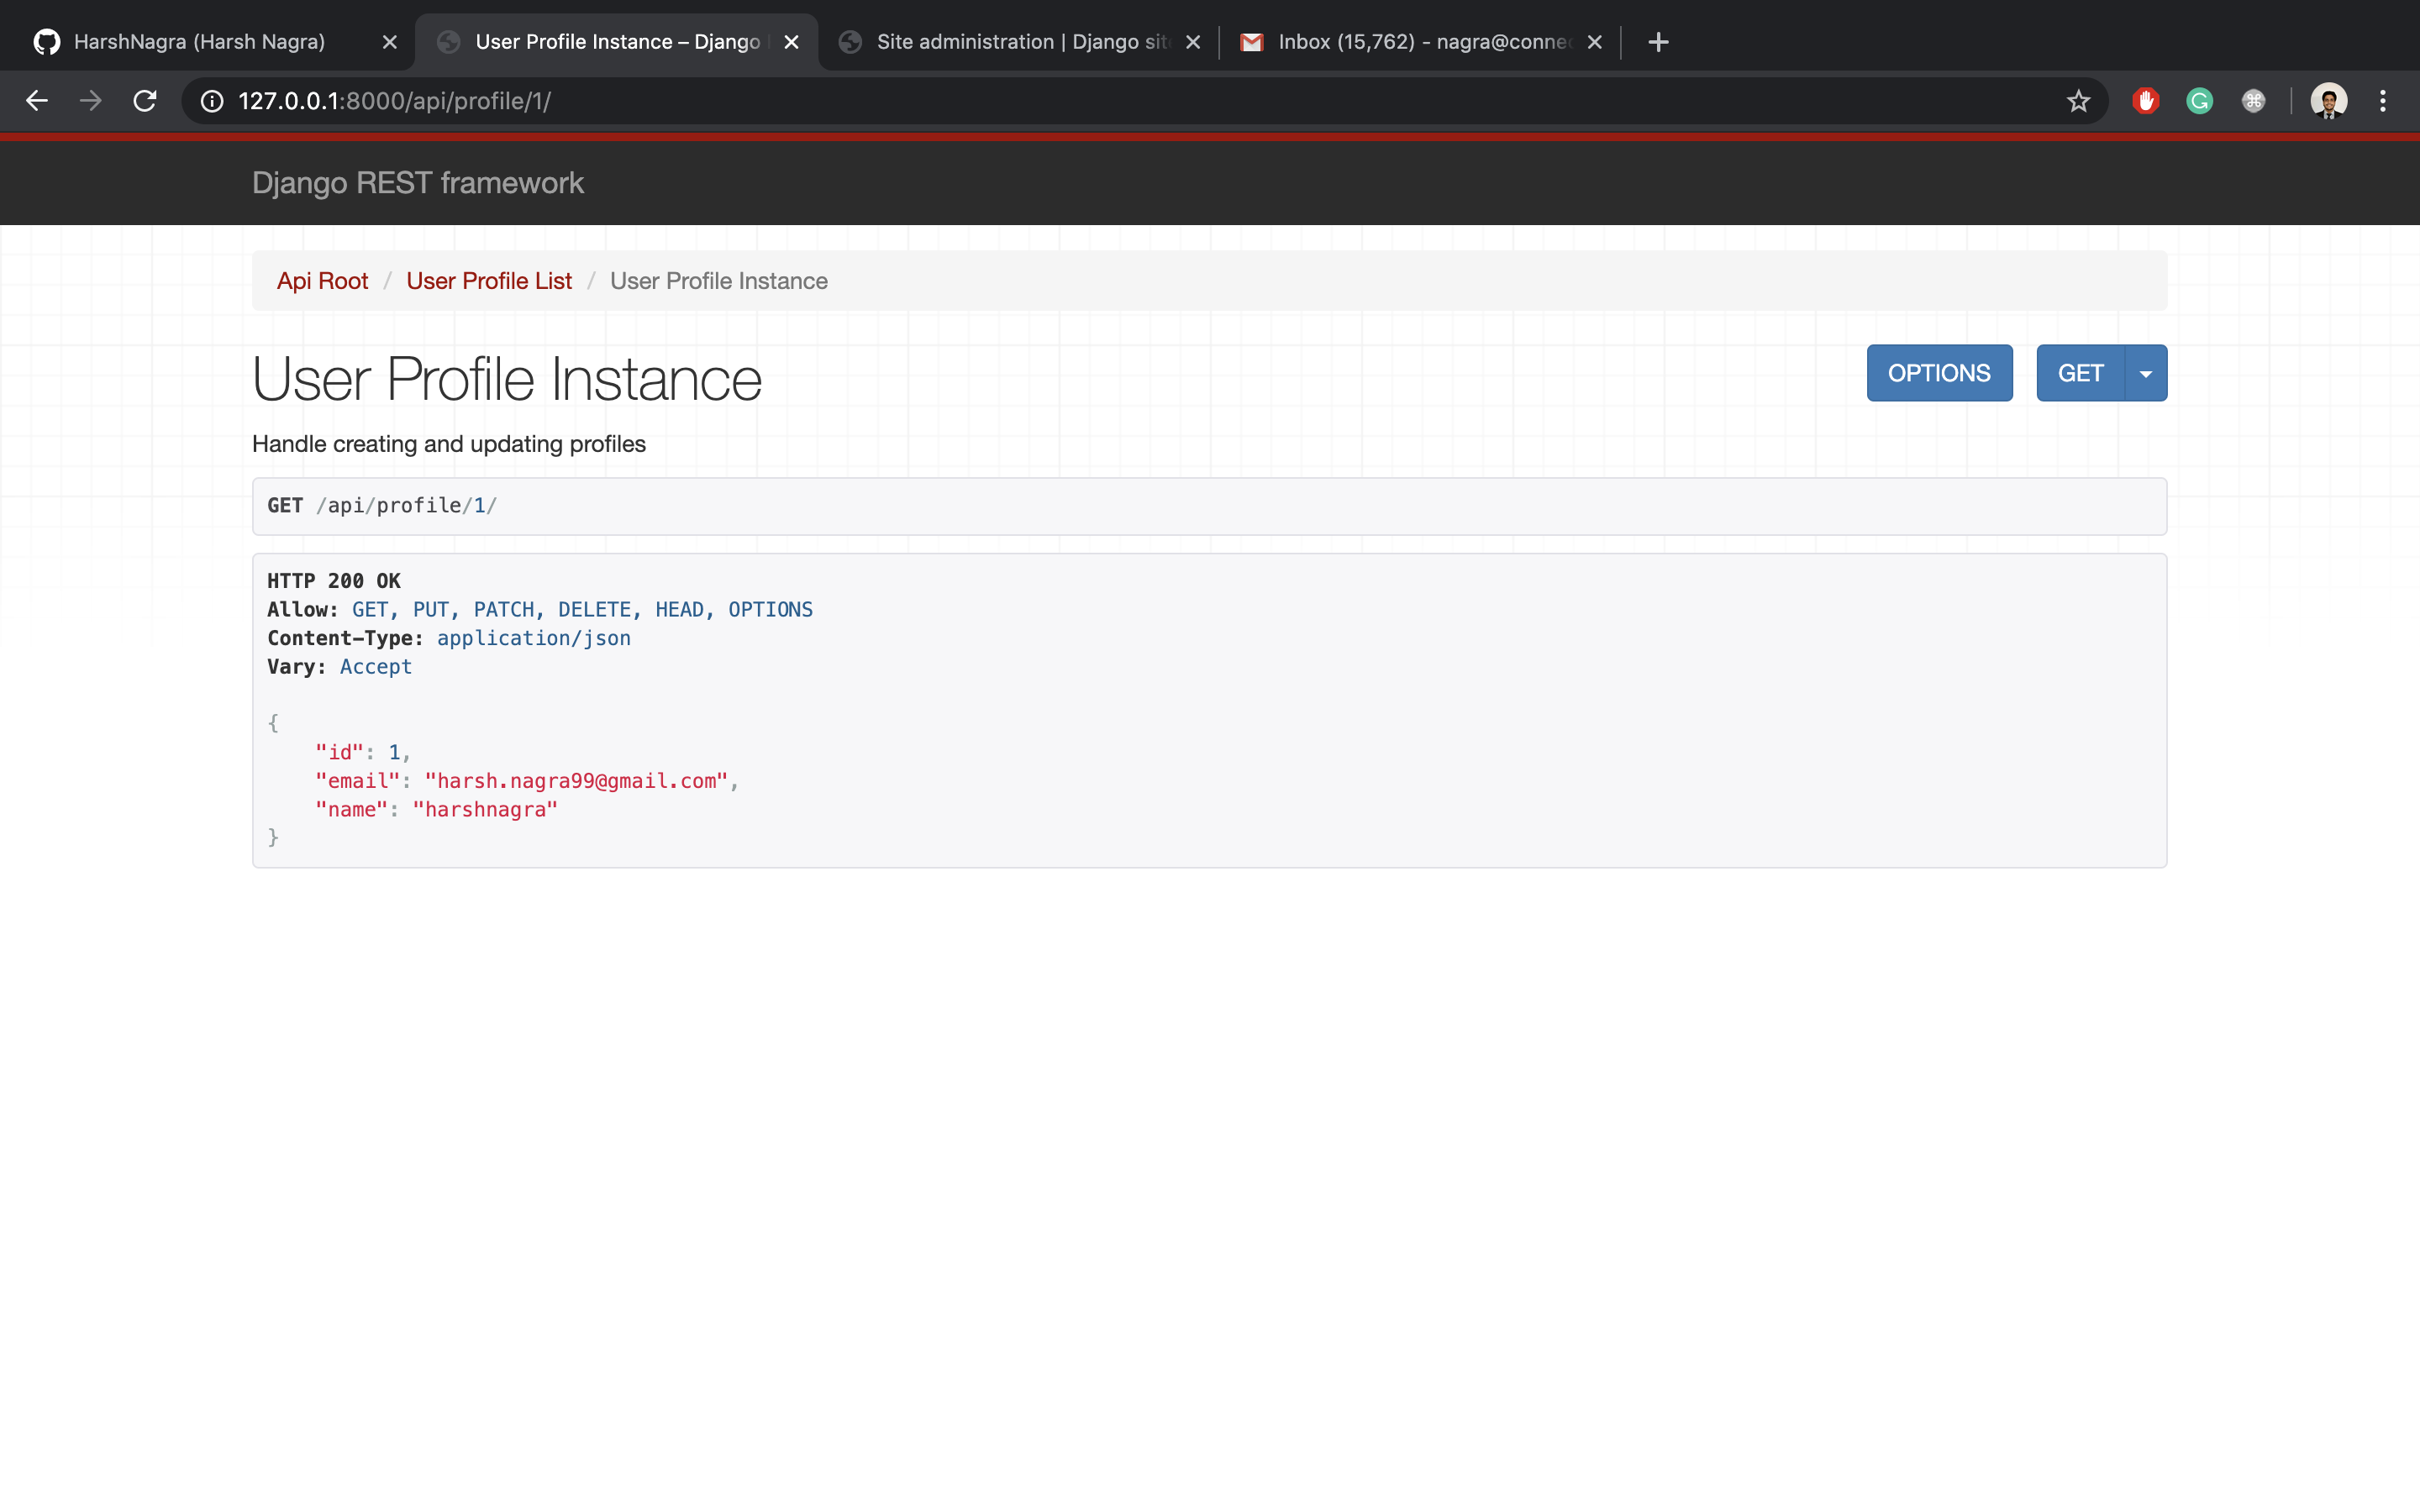 HarshNagra (Harsh Nagra)
User Profile Instance – Django
Site administration | Django site
Inbox (15,762) - nagra@connec
127.0.0.1:8000/api/profile/1/
Django REST framework
Api Root / User Profile List / User Profile Instance
User Profile Instance
OPTIONS
GET
Handle creating and updating profiles
GET /api/profile/1/
HTTP 200 OK
Allow: GET, PUT, PATCH, DELETE, HEAD, OPTIONS
Content-Type: application/json
Vary: Accept
{
    "id": 1,
    "email": "harsh.nagra99@gmail.com",
    "name": "harshnagra"
}